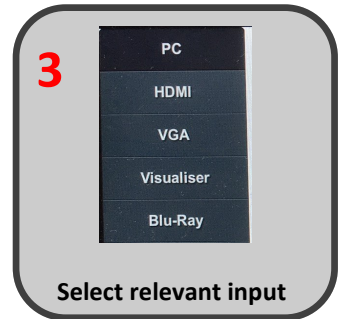 3
PC
HDMI
VGA
Visualiser
Blu-Ray
Select relevant input